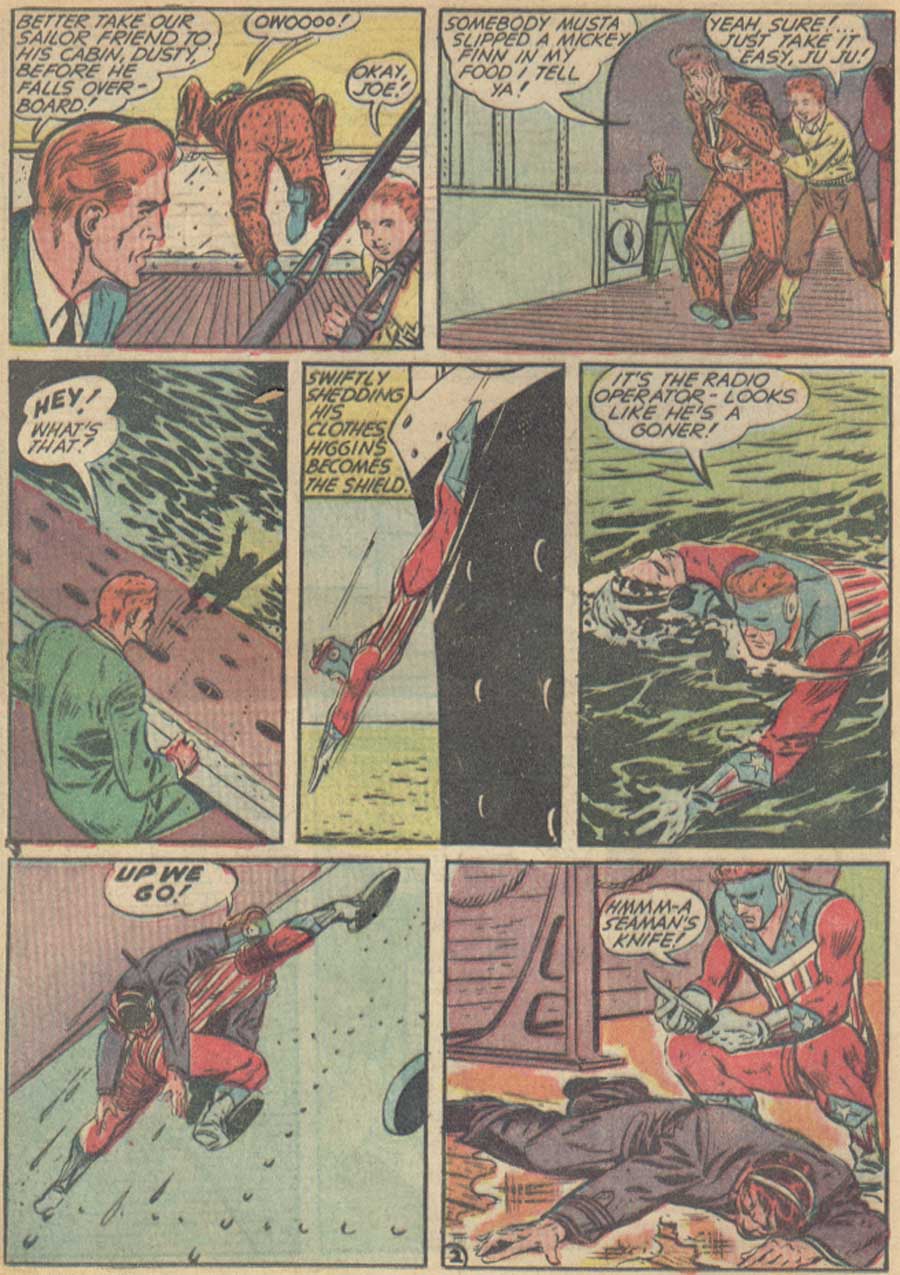 BETTER TAKE OUR
SAILOR FRIEND TO
HIS CABIN, DUSTY,
BEFORE HE
FALLS OVER-
BOARD!
OWOOOO!
OKAY,
JOE!
SOMEBODY MUSTA
SLIPPED A MICKEY
FINN IN MY
FOOD I TELL
YA!
YEAH, SURE!...
JUST TAKE IT
EASY, JU JU!
HEY!
WHAT'S
THAT?
SWIFTLY
SHEDDING
HIS
CLOTHES
HIGGINS
BECOMES
THE SHIELD.
IT'S THE RADIO
OPERATOR - LOOKS
LIKE HE'S A
GONER!
UP WE
GO!
HMMM-A
SEAMAN'S
KNIFE!
2